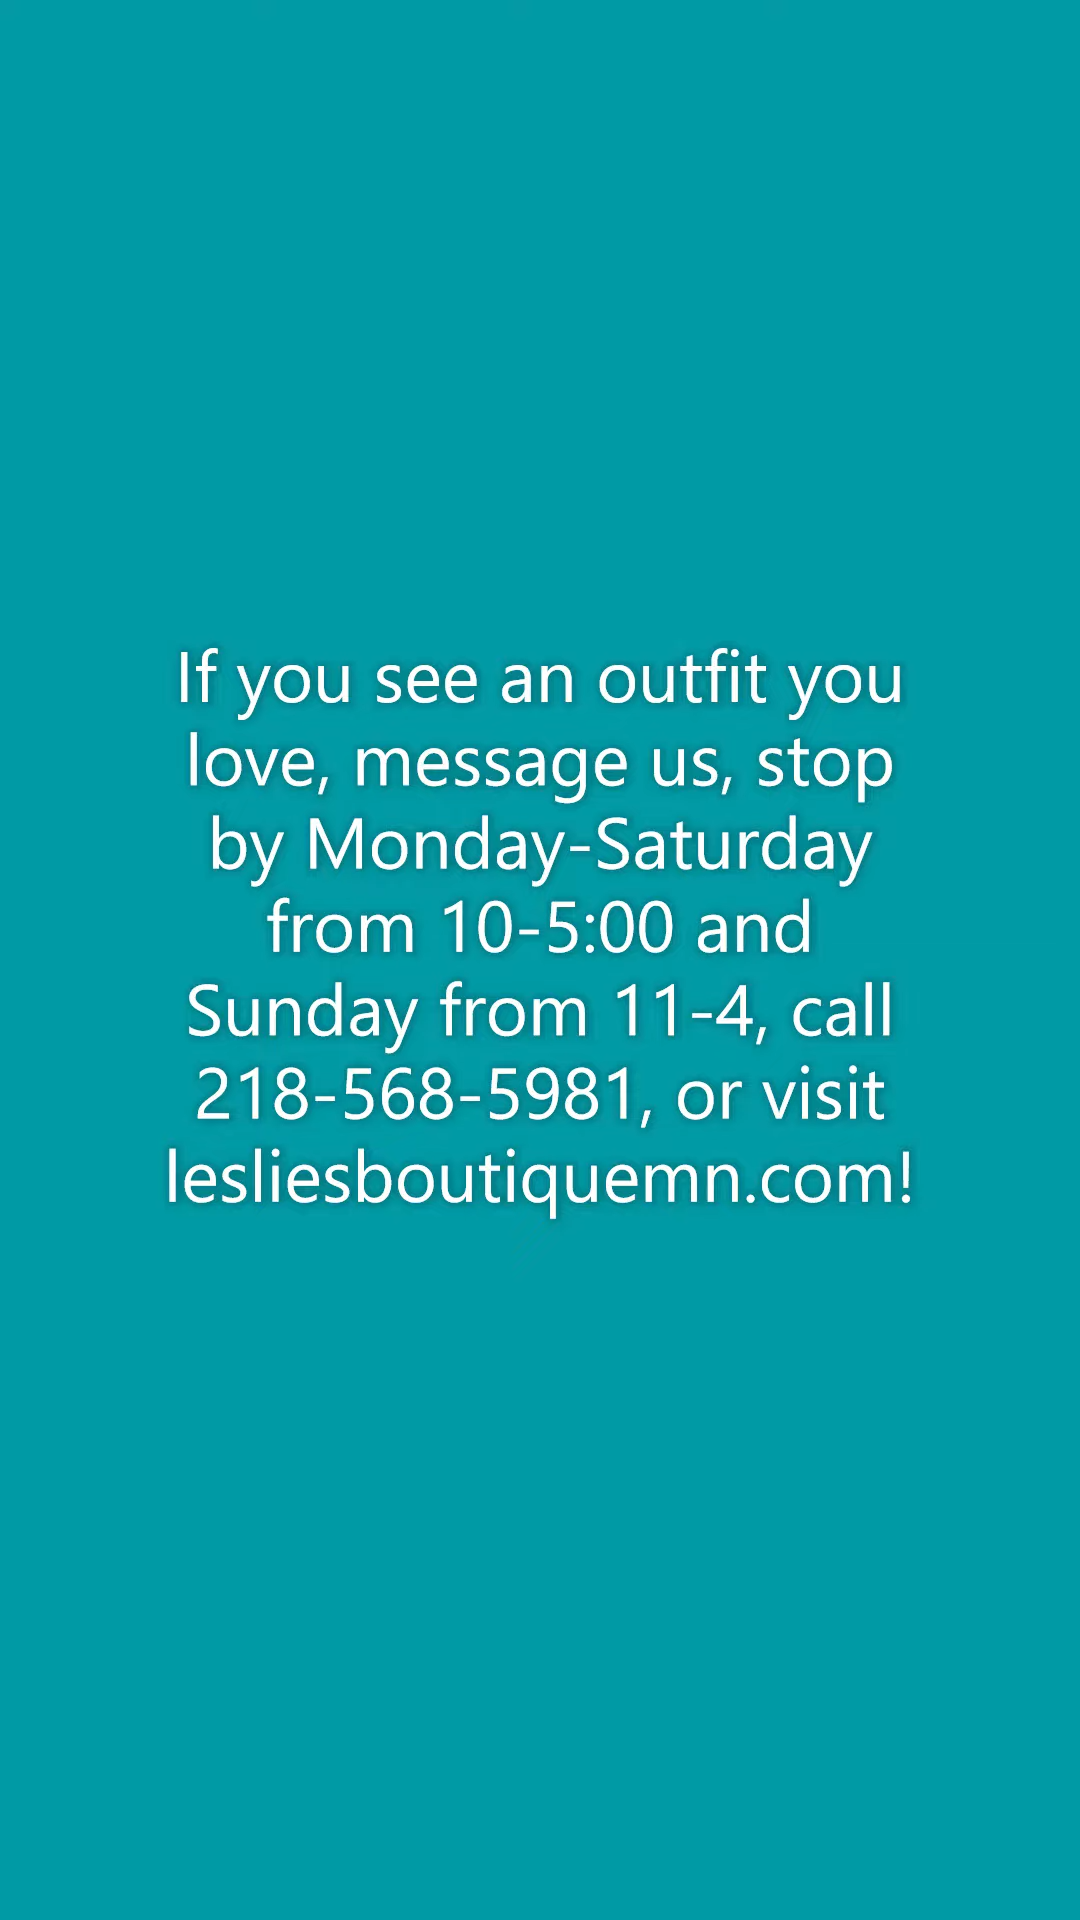 If you see an outfit you
love, message us, stop
by Monday-Saturday
from 10-5:00 and
Sunday from 11-4, call
218-568-5981, or visit
lesliesboutiquemn.com!